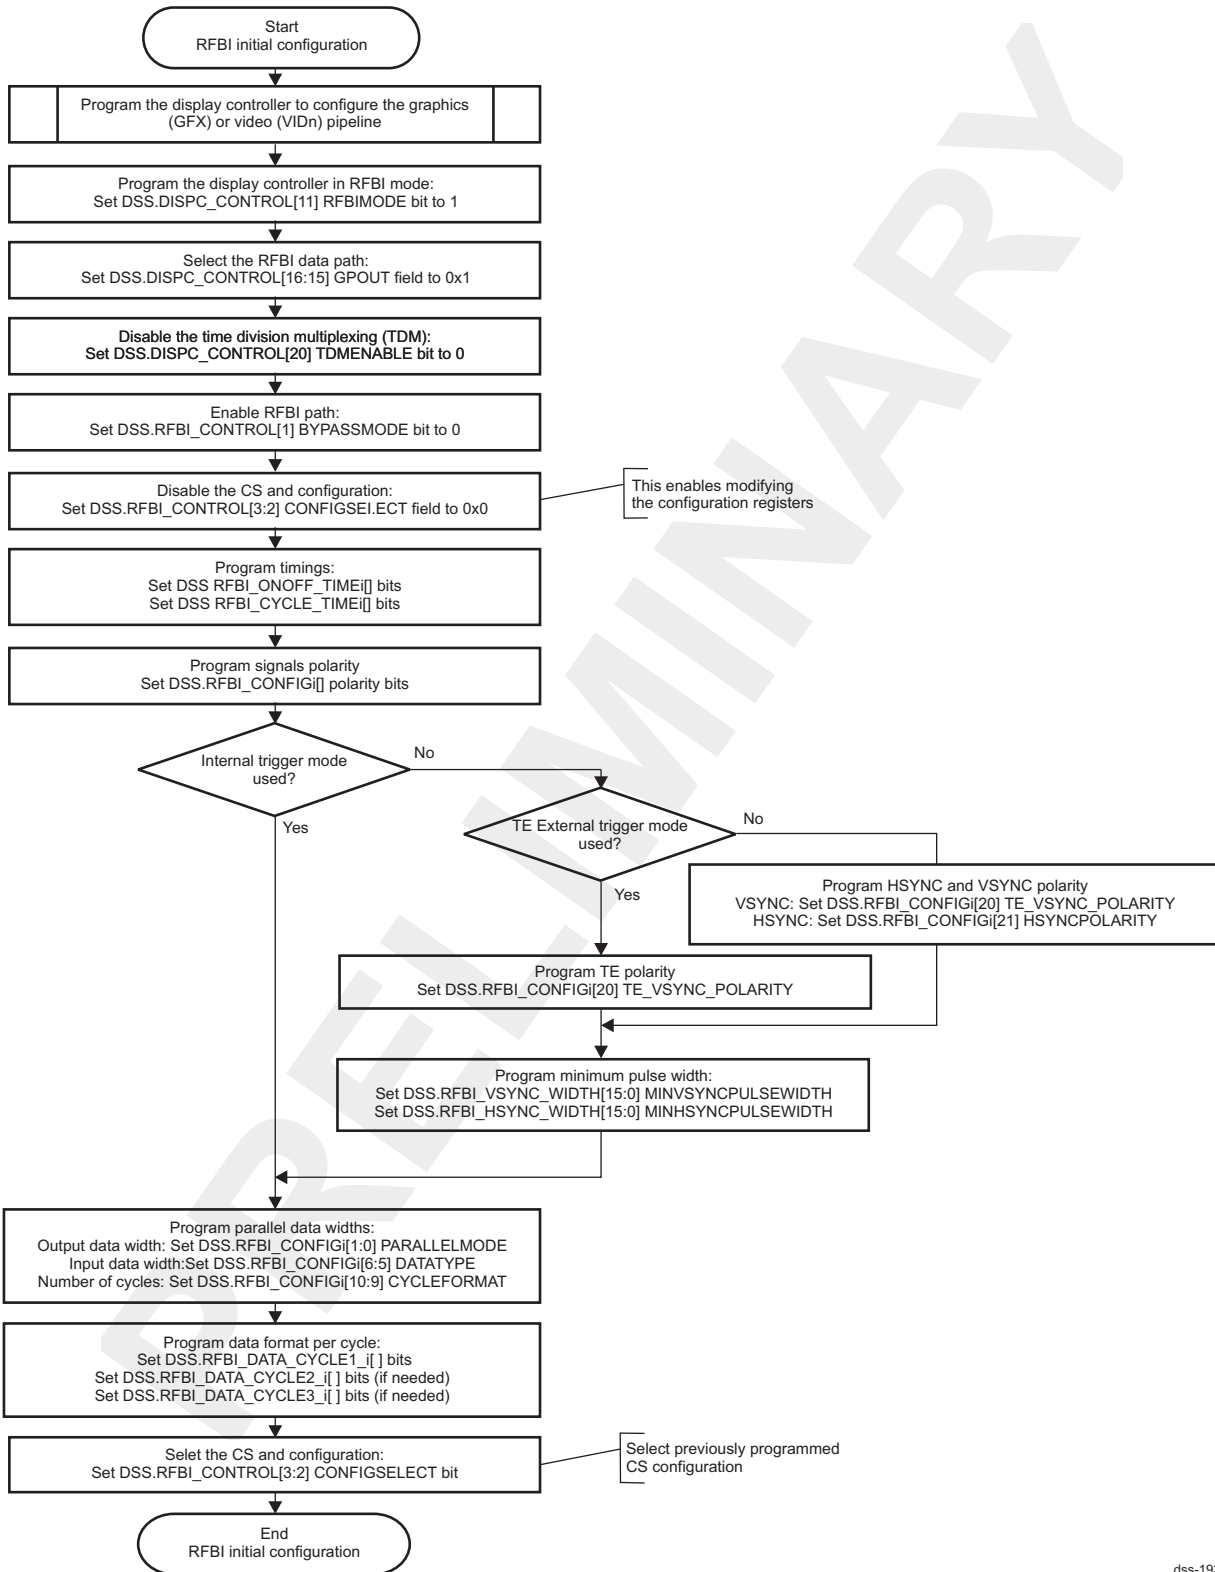 Start
RFBI initial configuration
Program the display controller to configure the graphics
(GFX) or video (VIDn) pipeline
Program the display controller in RFBI mode:
Set DSS.DISPC_CONTROL[11] RFBIMODE bit to 1
Select the RFBI data path:
Set DSS.DISPC_CONTROL[16:15] GPOUT field to 0x1
Disable the time division multiplexing (TDM):
Set DSS.DISPC_CONTROL[20] TDMENABLE bit to 0
Enable RFBI path:
Set DSS.RFBI_CONTROL[1] BYPASSMODE bit to 0
Disable the CS and configuration:
Set DSS.RFBI_CONTROL[3:2] CONFIGSEI.ECT field to 0x0
This enables modifying
the configuration registers
Program timings:
Set DSS RFBI_ONOFF_TIMEi[] bits
Set DSS RFBI_CYCLE_TIMEi[] bits
Program signals polarity
Set DSS.RFBI_CONFIGi[] polarity bits
Internal trigger mode
used?
No
Yes
TE External trigger mode
used?
No
Yes
Program HSYNC and VSYNC polarity
VSYNC: Set DSS.RFBI_CONFIGi[20] TE_VSYNC_POLARITY
HSYNC: Set DSS.RFBI_CONFIGi[21] HSYNCPOLARITY
Program TE polarity
Set DSS.RFBI_CONFIGi[20] TE_VSYNC_POLARITY
Program minimum pulse width:
Set DSS.RFBI_VSYNC_WIDTH[15:0] MINVSYNCPULSEWIDTH
Set DSS.RFBI_HSYNC_WIDTH[15:0] MINHSYNCPULSEWIDTH
Program parallel data widths:
Output data width: Set DSS.RFBI_CONFIGi[1:0] PARALLELMODE
Input data width:Set DSS.RFBI_CONFIGi[6:5] DATATYPE
Number of cycles: Set DSS.RFBI_CONFIGi[10:9] CYCLEFORMAT
Program data format per cycle:
Set DSS.RFBI_DATA_CYCLE1_i[ ] bits
Set DSS.RFBI_DATA_CYCLE2_i[ ] bits (if needed)
Set DSS.RFBI_DATA_CYCLE3_i[ ] bits (if needed)
Selet the CS and configuration:
Set DSS.RFBI_CONTROL[3:2] CONFIGSELECT bit
Select previously programmed
CS configuration
End
RFBI initial configuration
PRELIMINARY